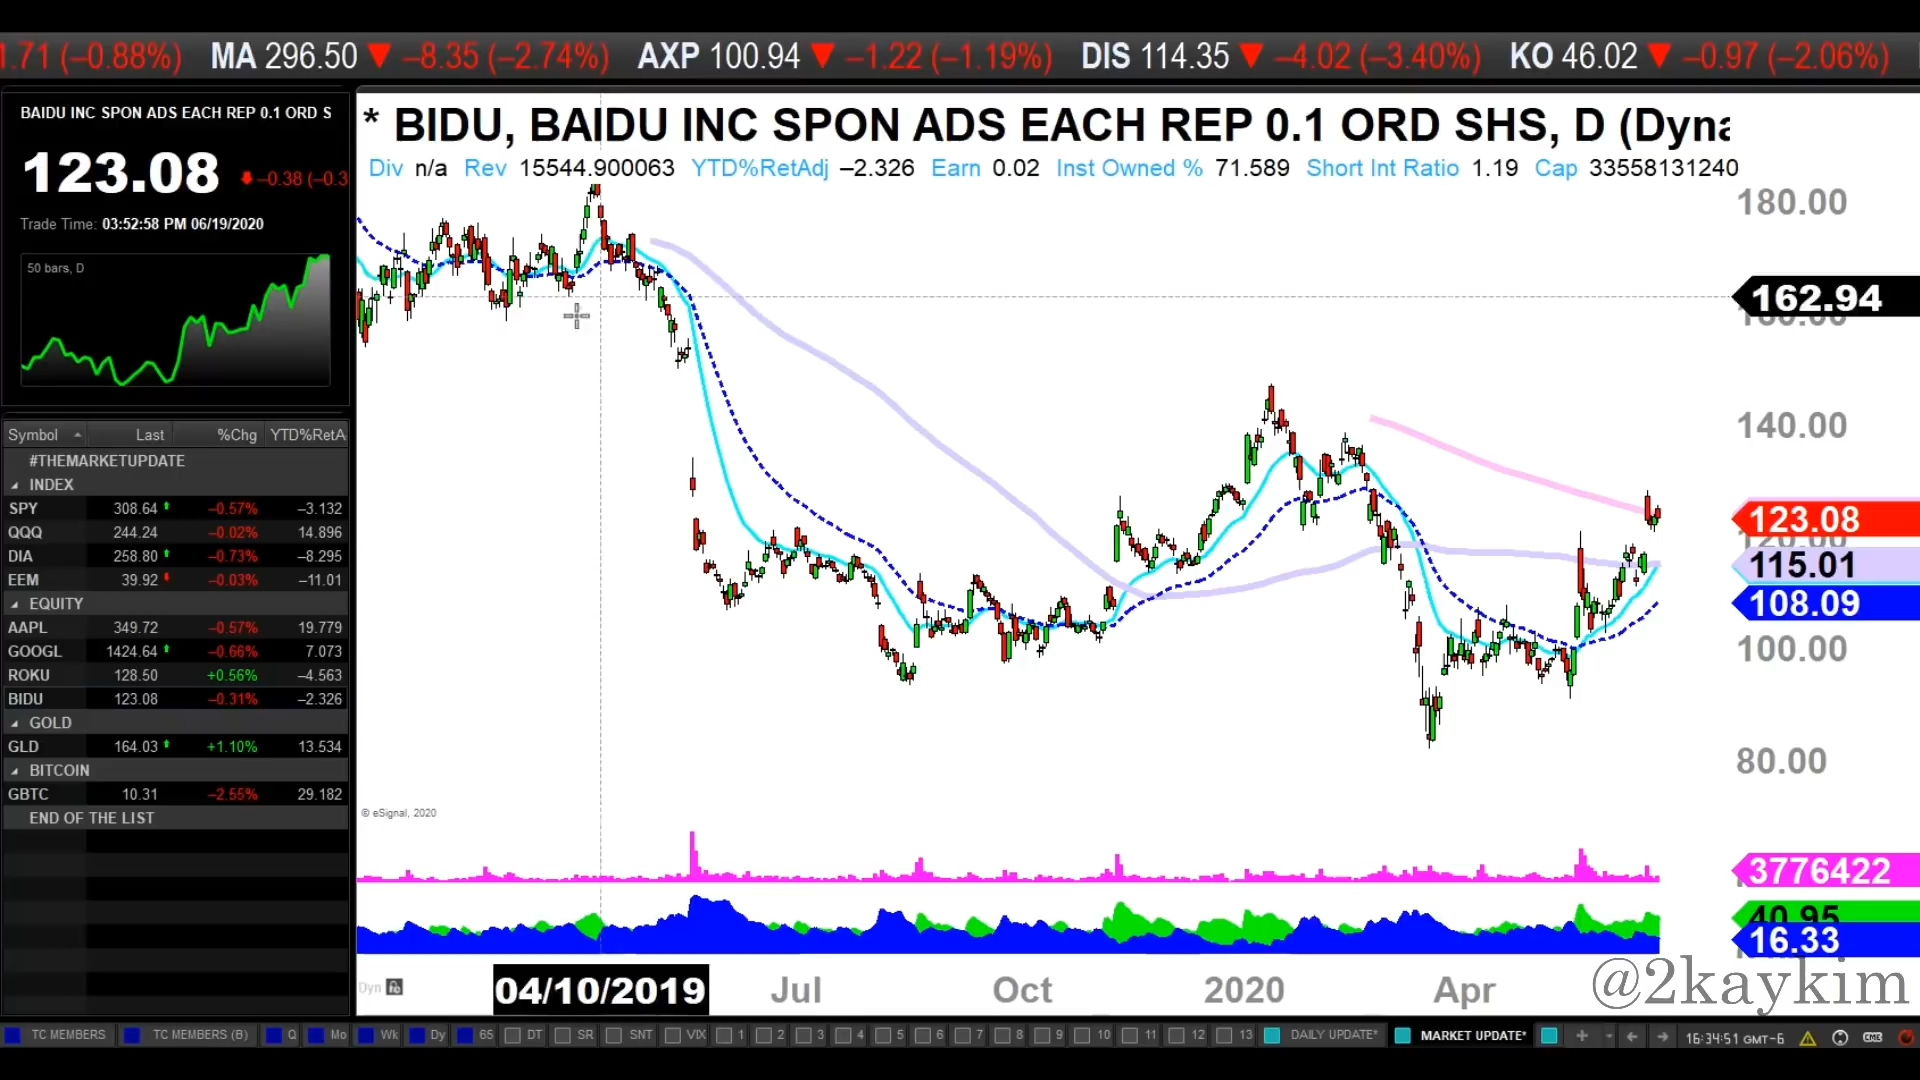 1.71 (–0.88%) MA 296.50 –8.35 (–2.74%) AXP 100.94 –1.22 (–1.19%) DIS 114.35 –4.02 (–3.40%) KO 46.02 –0.97 (–2.06%)
BAIDU INC SPON ADS EACH REP 0.1 ORD S
123.08 –0.38 (–0.3
Trade Time: 03:52:58 PM 06/19/2020
50 bars, D
Symbol Last %Chg YTD%RetA
#THEMARKETUPDATE
INDEX
SPY 308.64 –0.57% –3.132
QQQ 244.24 –0.02% 14.896
DIA 258.80 –0.73% –8.295
EEM 39.92 –0.03% –11.01
EQUITY
AAPL 349.72 –0.57% 19.779
GOOGL 1424.64 –0.66% 7.073
ROKU 128.50 +0.56% –4.563
BIDU 123.08 –0.31% –2.326
GOLD
GLD 164.03 +1.10% 13.534
BITCOIN
GBTC 10.31 –2.55% 29.182
END OF THE LIST
* BIDU, BAIDU INC SPON ADS EACH REP 0.1 ORD SHS, D (Dyna
Div n/a Rev 15544.900063 YTD%RetAdj –2.326 Earn 0.02 Inst Owned % 71.589 Short Int Ratio 1.19 Cap 33558131240
180.00
162.94
140.00
123.08
115.01
108.09
100.00
80.00
© eSignal, 2020
3776422
40.95
16.33
Dyn
04/10/2019 Jul Oct 2020 Apr
@2kaykim
TC MEMBERS TC MEMBERS (B) Q Mo Wk Dy 65 DT SR SNT VIX 1 2 3 4 5 6 7 8 9 10 11 12 13 DAILY UPDATE* MARKET UPDATE* 16:34:51 GMT-6 CME